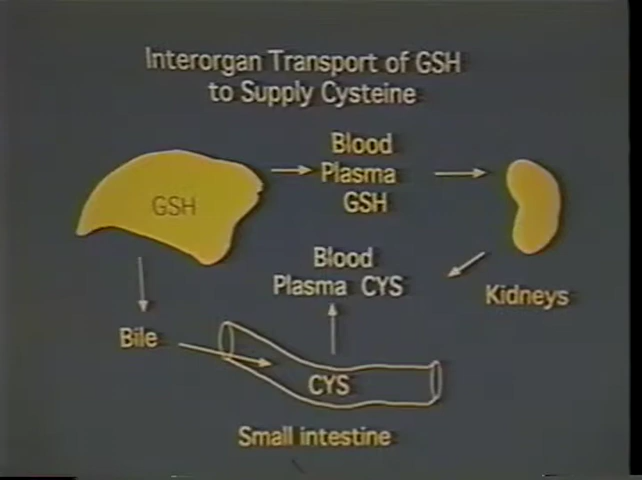 Interorgan Transport of GSH
to Supply Cysteine
GSH
Blood
Plasma
GSH
Kidneys
Blood
Plasma CYS
Bile
CYS
Small intestine